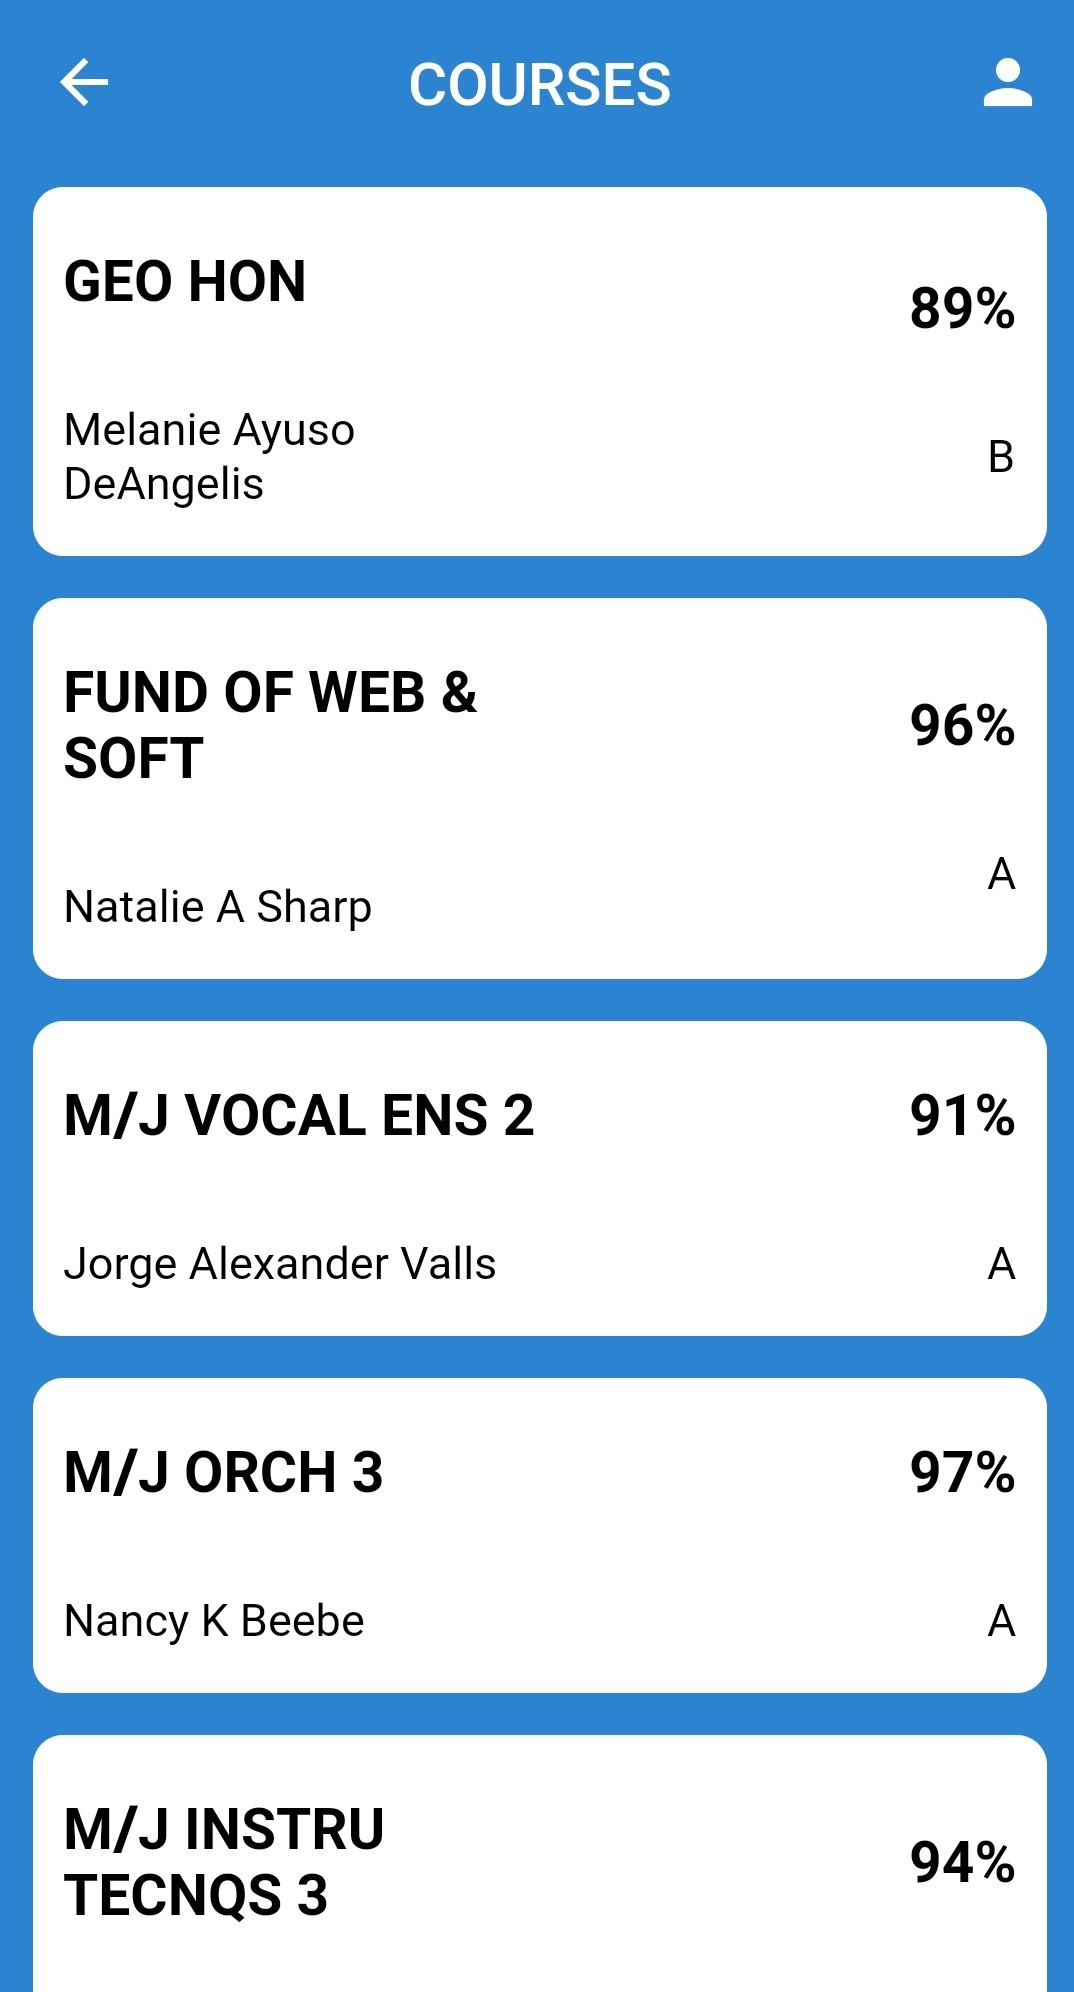 COURSES
GEO HON
89%
Melanie Ayuso
DeAngelis
B
FUND OF WEB &
SOFT
96%
Natalie A Sharp
A
M/J VOCAL ENS 2
91%
Jorge Alexander Valls
A
M/J ORCH 3
97%
Nancy K Beebe
A
M/J INSTRU
TECNQS 3
94%